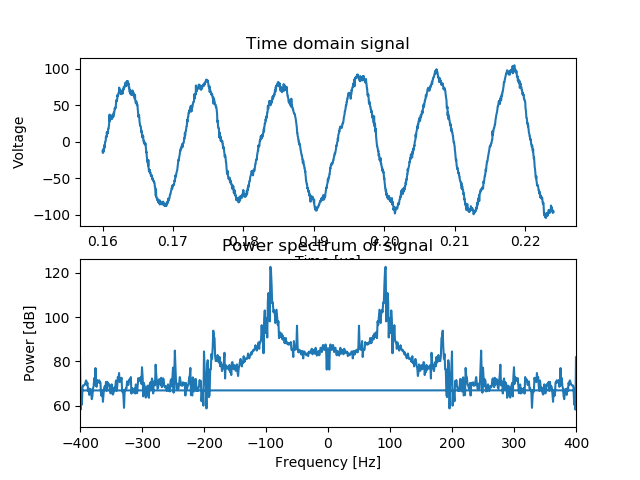 Time domain signal
100
50
0
−50
−100
Voltage
0.16 0.17 0.18 0.19 0.20 0.21 0.22
Power spectrum of signal
120
100
80
60
Power [dB]
−400 −300 −200 −100 0 100 200 300 400
Frequency [Hz]